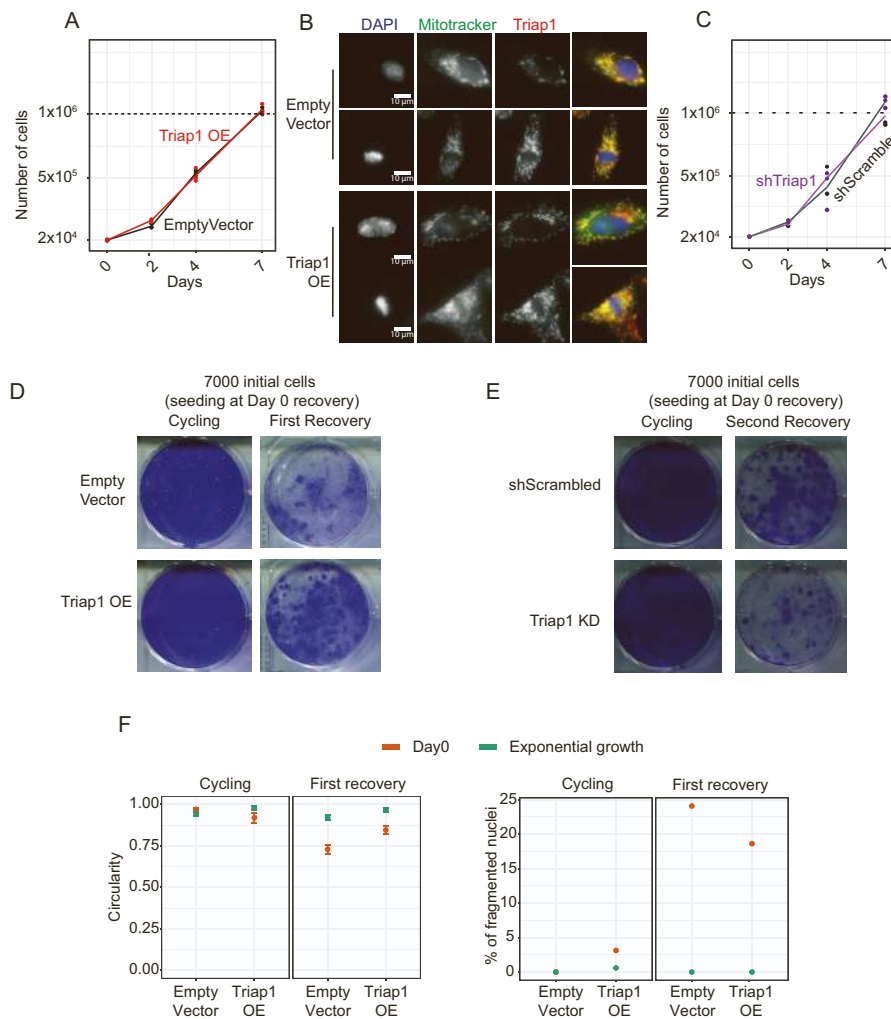 A
Number of cells
1x10⁶
5x10⁵
2x10⁴
Triap1 OE
EmptyVector
0
2
4
7
Days
B
DAPI
Mitotracker
Triap1
Empty
Vector
Triap1
OE
10 µm
10 µm
10 µm
10 µm
C
Number of cells
1x10⁶
5x10⁵
2x10⁴
shTriap1
shScramble
0
2
4
7
Days
D
7000 initial cells
(seeding at Day 0 recovery)
Cycling
First Recovery
Empty
Vector
Triap1 OE
E
7000 initial cells
(seeding at Day 0 recovery)
Cycling
Second Recovery
shScrambled
Triap1 KD
F
Day0
Exponential growth
Cycling
First recovery
Circularity
1.00
0.75
0.50
0.25
0.00
Empty
Vector
Triap1
OE
Empty
Vector
Triap1
OE
Cycling
First recovery
% of fragmented nuclei
25
20
15
10
5
0
Empty
Vector
Triap1
OE
Empty
Vector
Triap1
OE